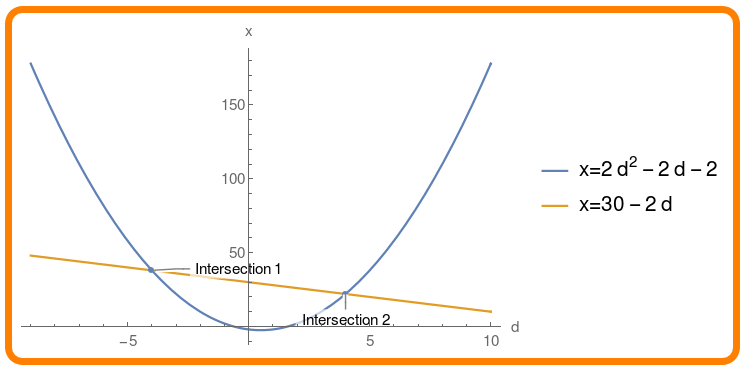 x
150
100
50
Intersection 1
Intersection 2
−5
5
10
d
x=2 d² − 2 d − 2
x=30 − 2 d